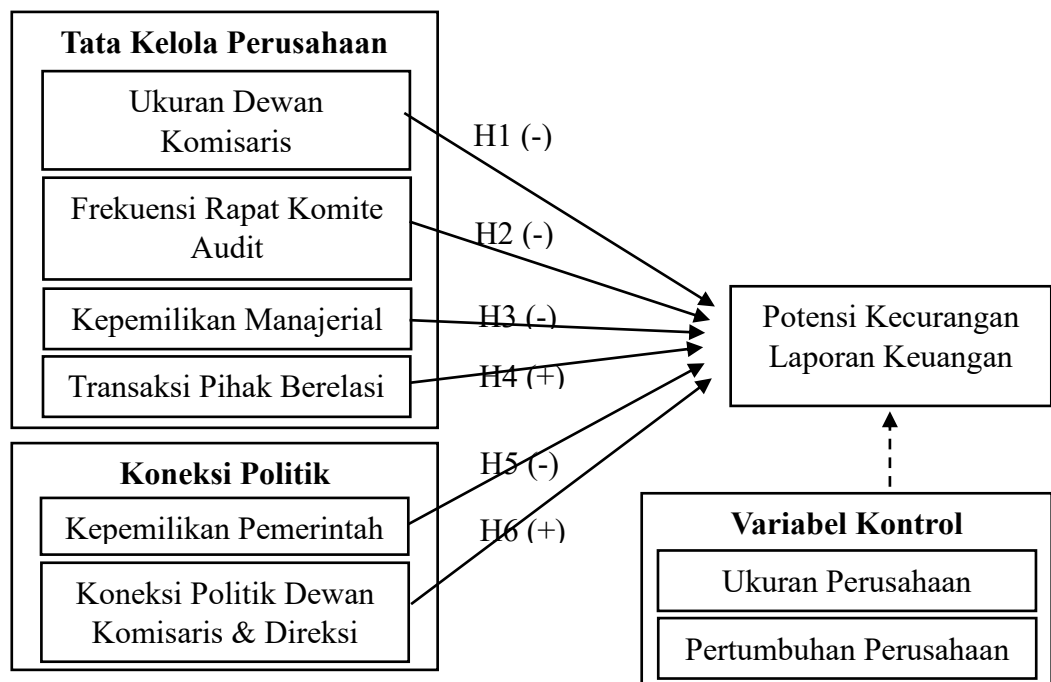 Tata Kelola Perusahaan
Ukuran Dewan
Komisaris
Frekuensi Rapat Komite
Audit
Kepemilikan Manajerial
Transaksi Pihak Berelasi
Koneksi Politik
Kepemilikan Pemerintah
Koneksi Politik Dewan
Komisaris & Direksi
H1 (-)
H2 (-)
H3 (-)
H4 (+)
H5 (-)
H6 (+)
Potensi Kecurangan
Laporan Keuangan
Variabel Kontrol
Ukuran Perusahaan
Pertumbuhan Perusahaan